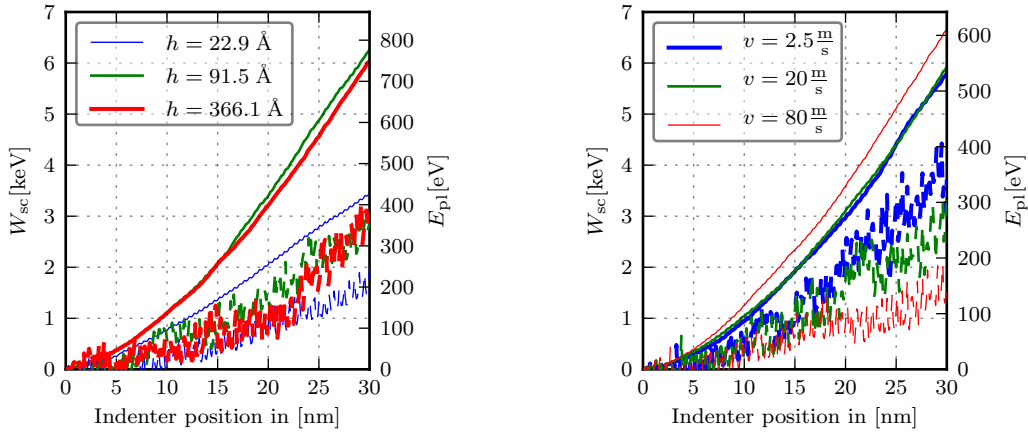 h = 22.9 Å
h = 91.5 Å
h = 366.1 Å
W_sc[keV]
7
6
5
4
3
2
1
0
800
700
600
500
400
300
200
100
0
E_pl[eV]
0 5 10 15 20 25 30
Indenter position in [nm]
v = 2.5 m/s
v = 20 m/s
v = 80 m/s
W_sc[keV]
7
6
5
4
3
2
1
0
600
500
400
300
200
100
0
E_pl[eV]
0 5 10 15 20 25 30
Indenter position in [nm]